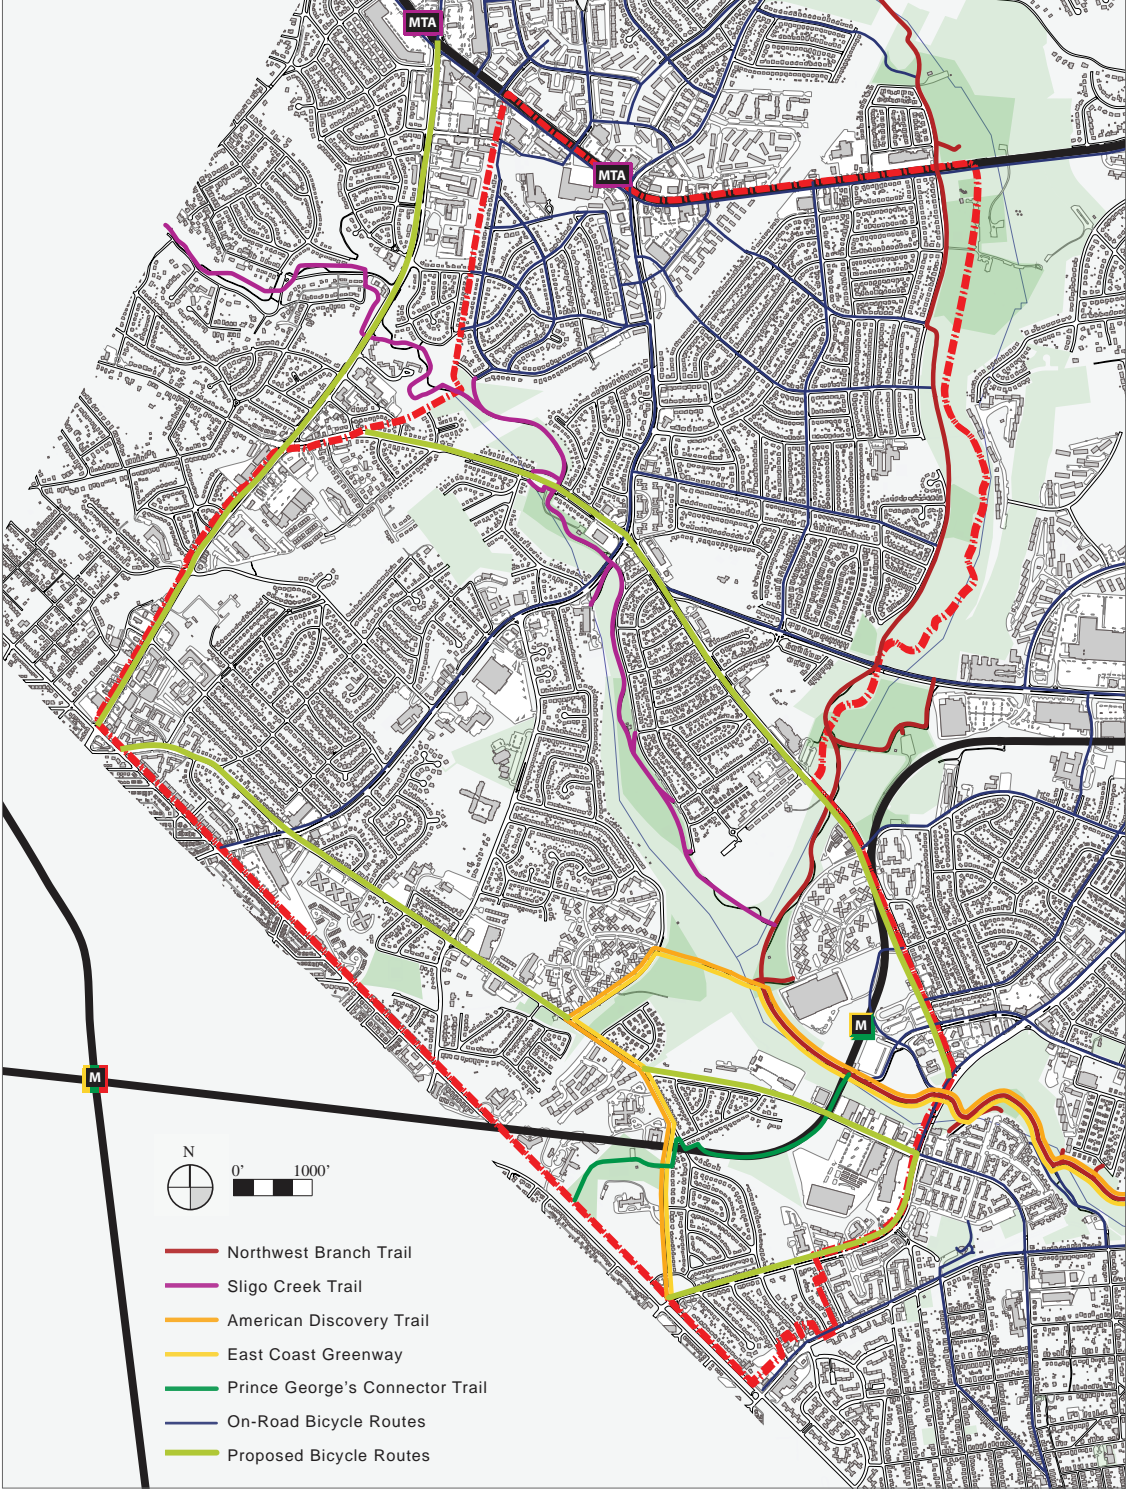 MTA
MTA
M
M
N
0' 1000'
Northwest Branch Trail
Sligo Creek Trail
American Discovery Trail
East Coast Greenway
Prince George's Connector Trail
On-Road Bicycle Routes
Proposed Bicycle Routes